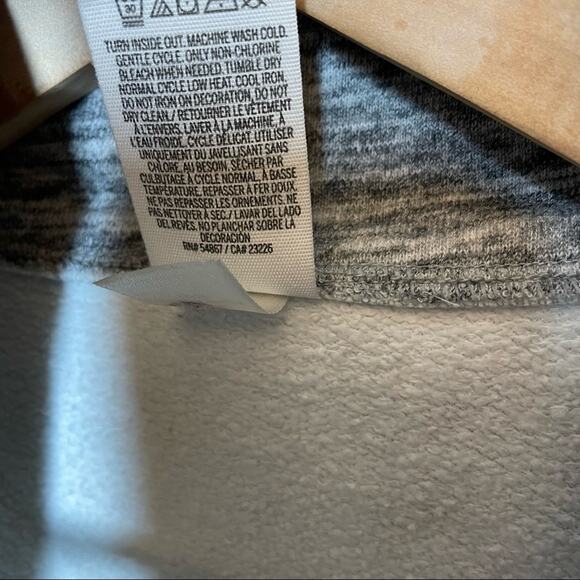 30
TURN INSIDE OUT. MACHINE WASH COLD.
GENTLE CYCLE. ONLY NON-CHLORINE
BLEACH WHEN NEEDED. TUMBLE DRY
NORMAL CYCLE LOW HEAT. COOL IRON.
DO NOT IRON ON DECORATION. DO NOT
DRY CLEAN./ RETOURNER LE VÊTEMENT
À L'ENVERS. LAVER À LA MACHINE, À
L'EAU FROIDE. CYCLE DÉLIGAT. UTILISER
UNIQUEMENT DU JAVELLISANT SANS
CHLORE, AU BESOIN. SÉCHER PAR
CULBUTAGE À CYCLE NORMAL, À BASSE
TEMPÉRATURE. REPASSER À FER DOUX.
NE PAS REPASSER LES ORNEMENTS. NE
PAS NETTOYER À SEC./ LAVAR DEL LADO
DEL REVÉS. NO PLANCHAR SOBRE LA
DECORACIÓN
RN# 54867 / CA# 23226